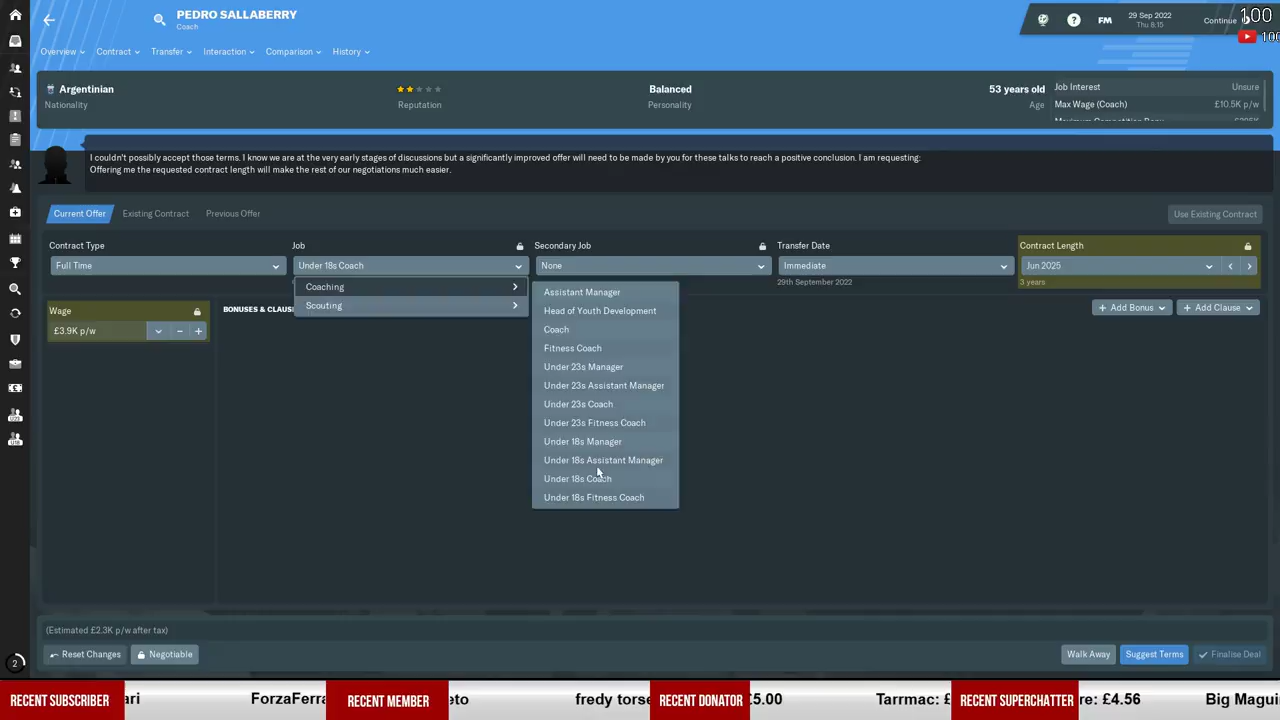 PEDRO SALLABERRY
Coach
29 Sep 2022
Thu 8:15
FM
Continue
100
100
Overview
Contract
Transfer
Interaction
Comparison
History
Argentinian
Nationality
Reputation
Balanced
Personality
53 years old
Age
Job Interest Unsure
Max Wage (Coach) £10.5K p/w
I couldn't possibly accept those terms. I know we are at the very early stages of discussions but a significantly improved offer will need to be made by you for these talks to reach a positive conclusion. I am requesting:
Offering me the requested contract length will make the rest of our negotiations much easier.
Current Offer
Existing Contract
Previous Offer
Use Existing Contract
Contract Type
Full Time
Job
Under 18s Coach
Secondary Job
None
Transfer Date
Immediate
29th September 2022
Contract Length
Jun 2025
3 years
Coaching
Scouting
Assistant Manager
Head of Youth Development
Coach
Fitness Coach
Under 23s Manager
Under 23s Assistant Manager
Under 23s Coach
Under 23s Fitness Coach
Under 18s Manager
Under 18s Assistant Manager
Under 18s Coach
Under 18s Fitness Coach
Wage
£3.9K p/w
BONUSES & CLAUS
Add Bonus
Add Clause
(Estimated £2.3K p/w after tax)
Reset Changes
Negotiable
Walk Away
Suggest Terms
Finalise Deal
2
RECENT SUBSCRIBER
ari ForzaFerra
RECENT MEMBER
eto fredy torse
RECENT DONATOR
£5.00 Tarrmac: £
RECENT SUPERCHATTER
re: £4.56 Big Magui